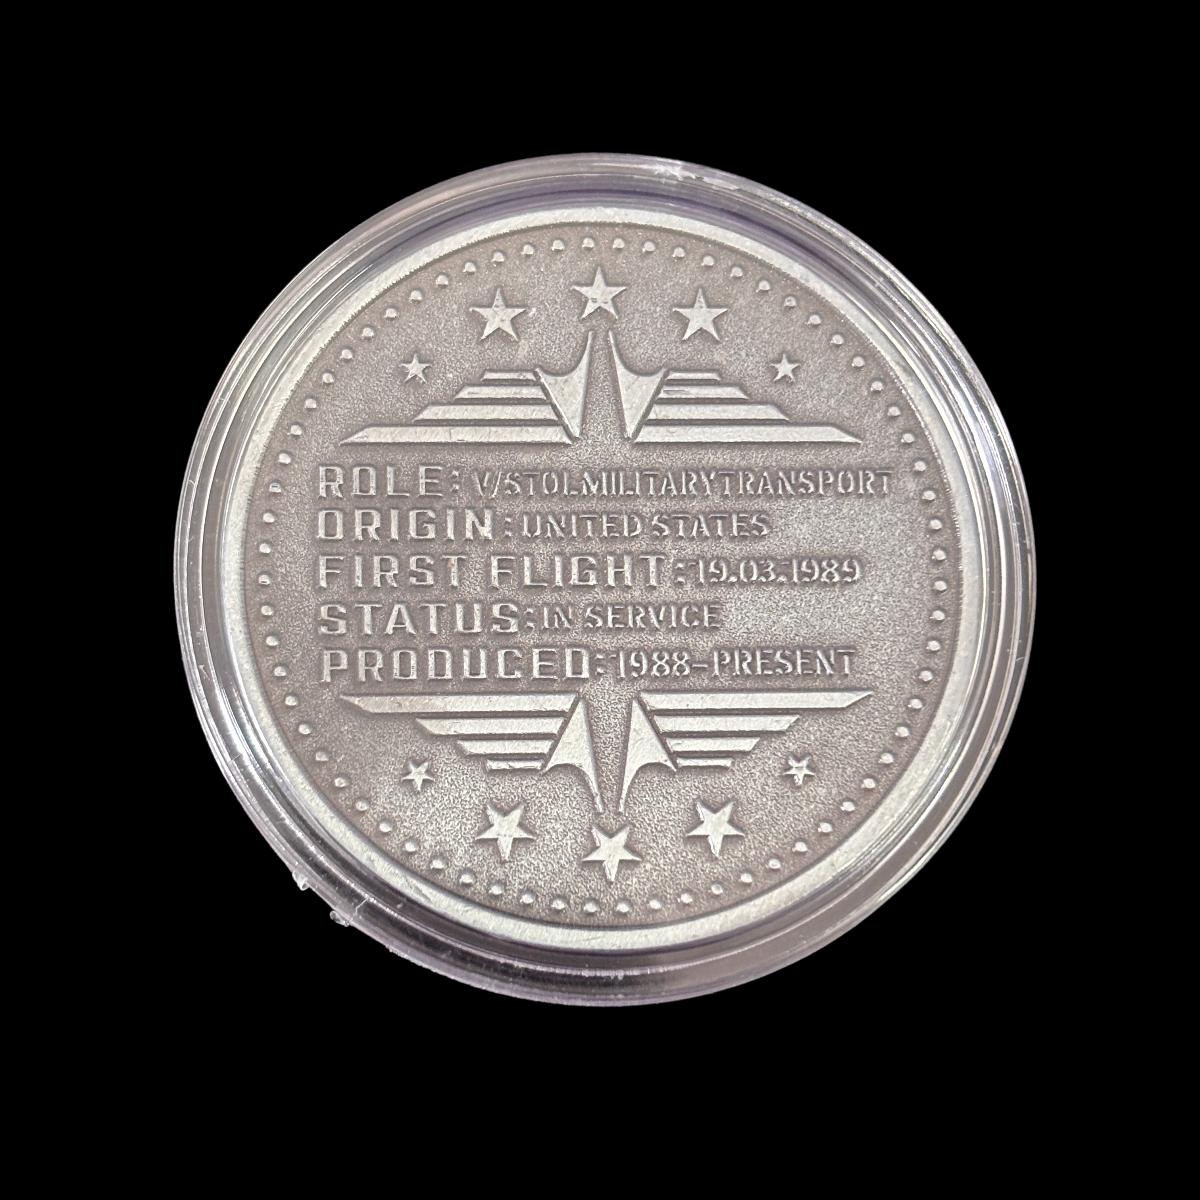 ROLE: V/STOL MILITARY TRANSPORT
ORIGIN: UNITED STATES
FIRST FLIGHT: 19.03.1989
STATUS: IN SERVICE
PRODUCED: 1988-PRESENT